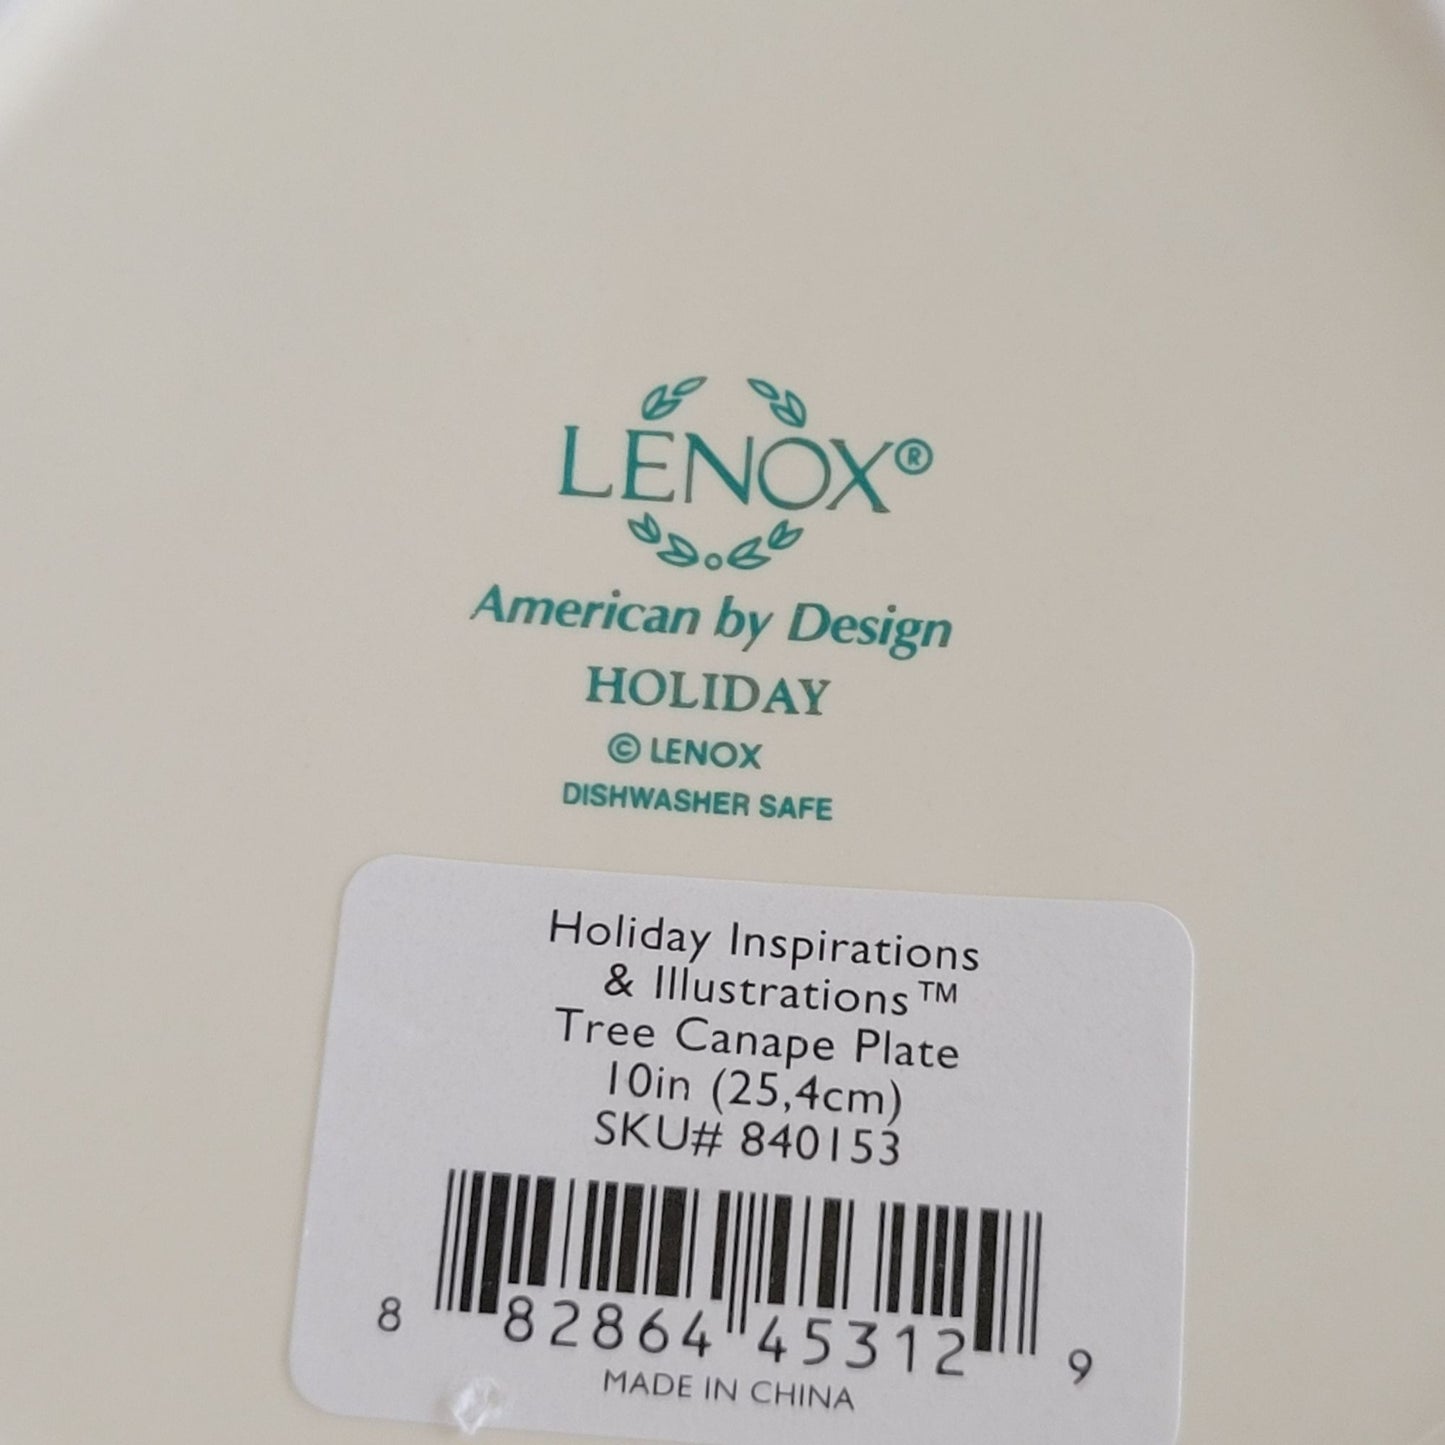 LENOX®
American by Design
HOLIDAY
© LENOX
DISHWASHER SAFE
Holiday Inspirations
& Illustrations™
Tree Canape Plate
10in (25,4cm)
SKU# 840153
8 82864 45312 9
MADE IN CHINA